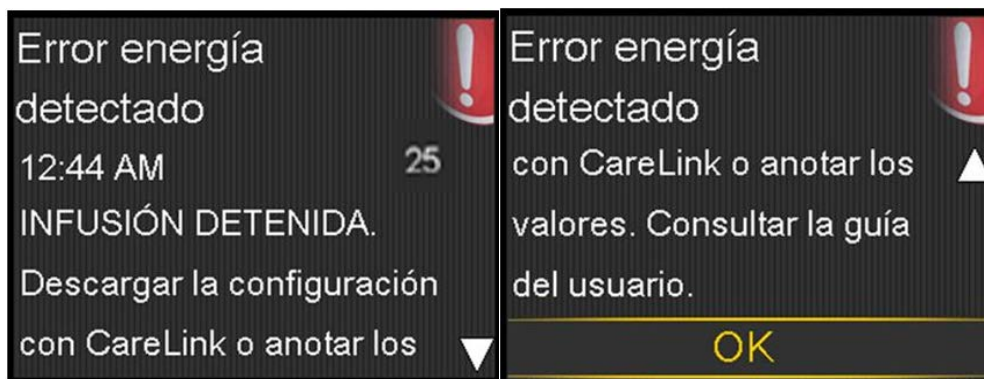 Error energía
detectado
12:44 AM 25
INFUSIÓN DETENIDA.
Descargar la configuración
con CareLink o anotar los
Error energía
detectado
con CareLink o anotar los
valores. Consultar la guía
del usuario.
OK